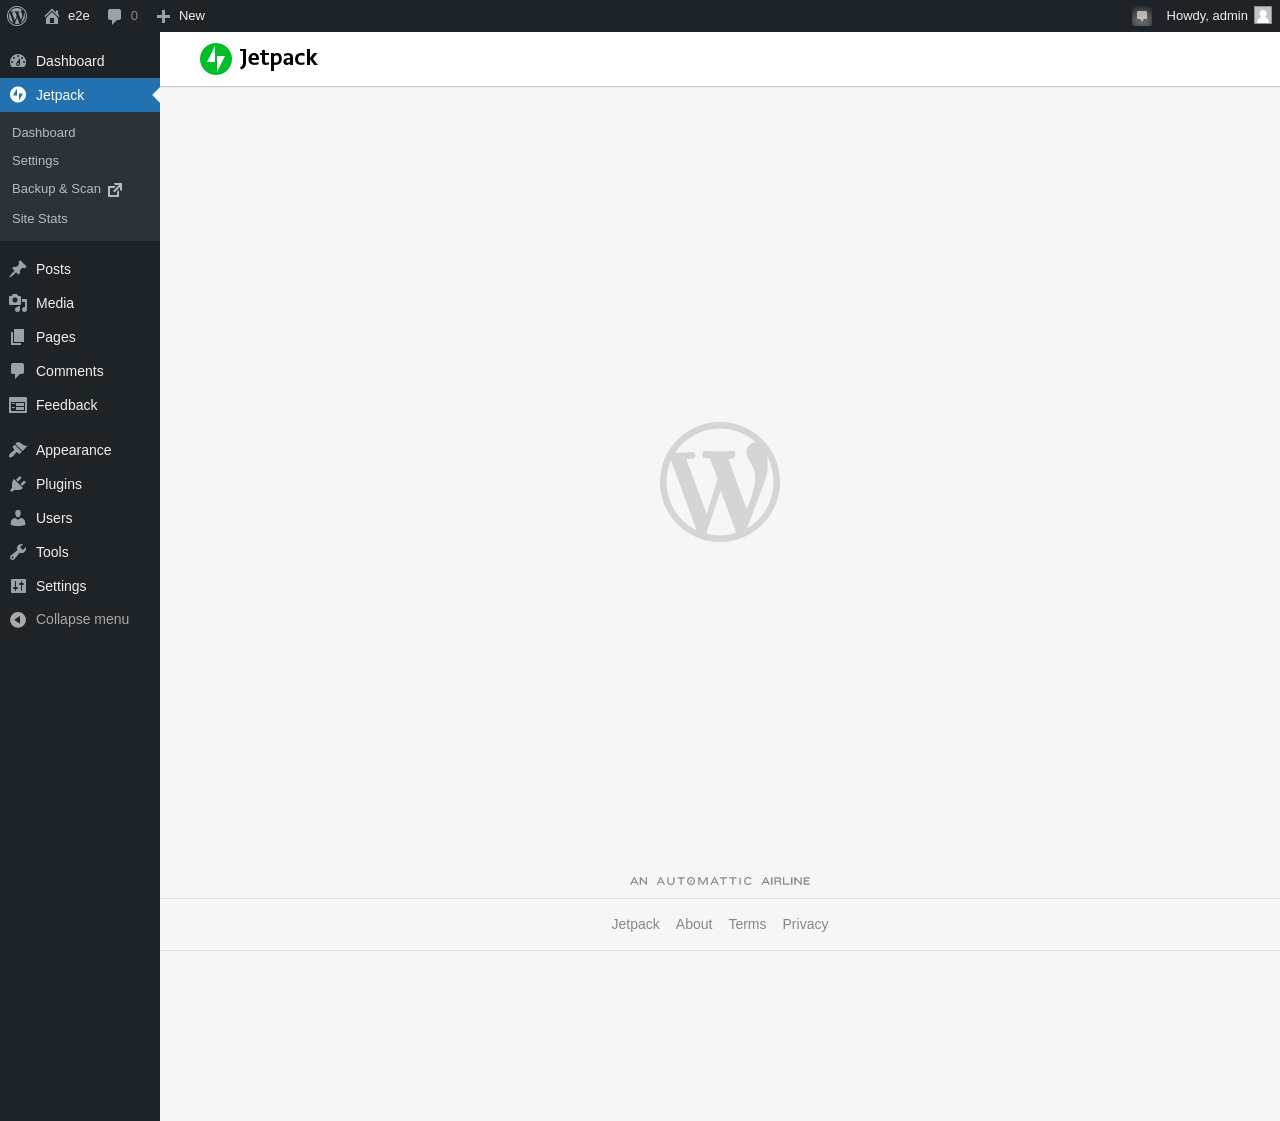 e2e
0
New
Howdy, admin
Jetpack
Dashboard
Jetpack
Dashboard
Settings
Backup & Scan
Site Stats
Posts
Media
Pages
Comments
Feedback
Appearance
Plugins
Users
Tools
Settings
Collapse menu
AN AUTOMATTIC AIRLINE
Jetpack About Terms Privacy